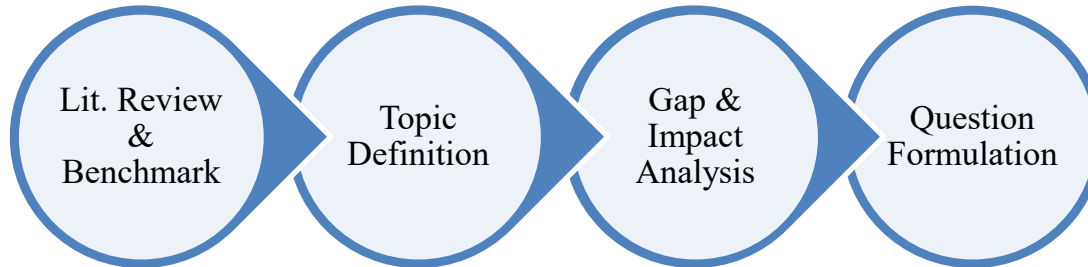 Lit. Review
&
Benchmark
Topic
Definition
Gap &
Impact
Analysis
Question
Formulation